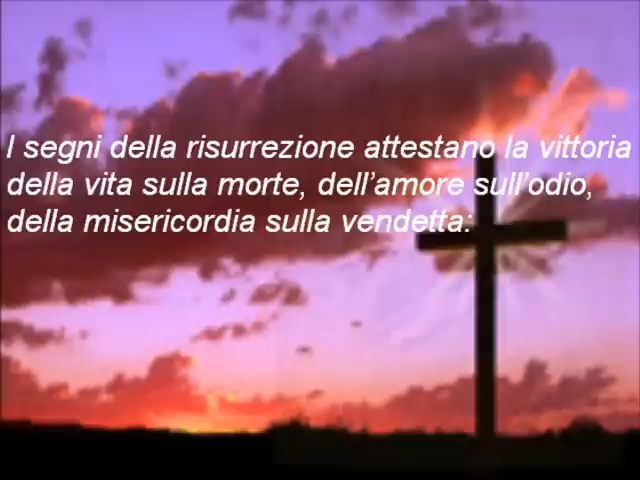 I segni della risurrezione attestano la vittoria
della vita sulla morte, dell’amore sull’odio,
della misericordia sulla vendetta: